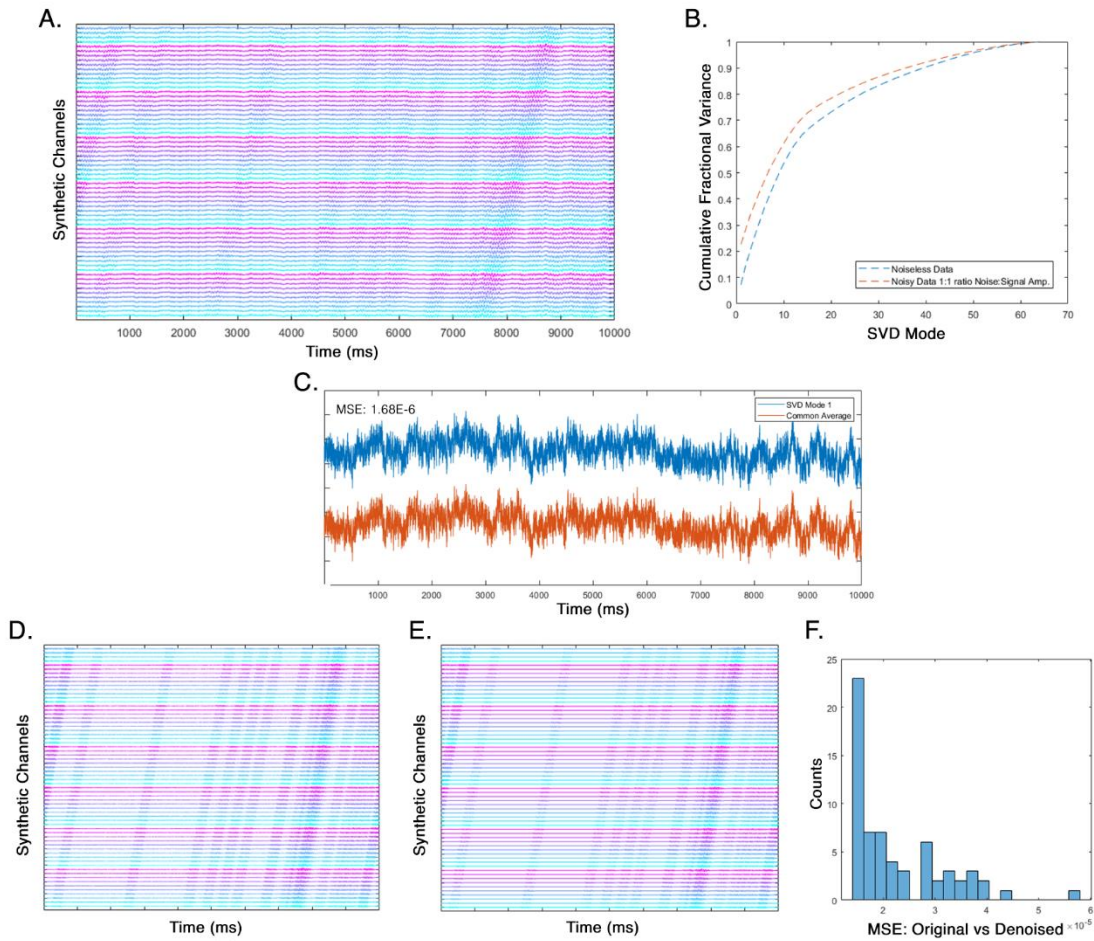 A.
Synthetic Channels
1000 2000 3000 4000 5000 6000 7000 8000 9000 10000
Time (ms)
B.
Cumulative Fractional Variance
1
0.9
0.8
0.7
0.6
0.5
0.4
0.3
0.2
0.1
0
0 10 20 30 40 50 60 70
SVD Mode
Noiseless Data
Noisy Data 1:1 ratio Noise:Signal Amp.
C.
MSE: 1.68E-6
SVD Mode 1
Common Average
1000 2000 3000 4000 5000 6000 7000 8000 9000 10000
Time (ms)
D.
Synthetic Channels
Time (ms)
E.
Synthetic Channels
Time (ms)
F.
Counts
25
20
15
10
5
0
2 3 4 5 6
× 10⁻⁵
MSE: Original vs Denoised